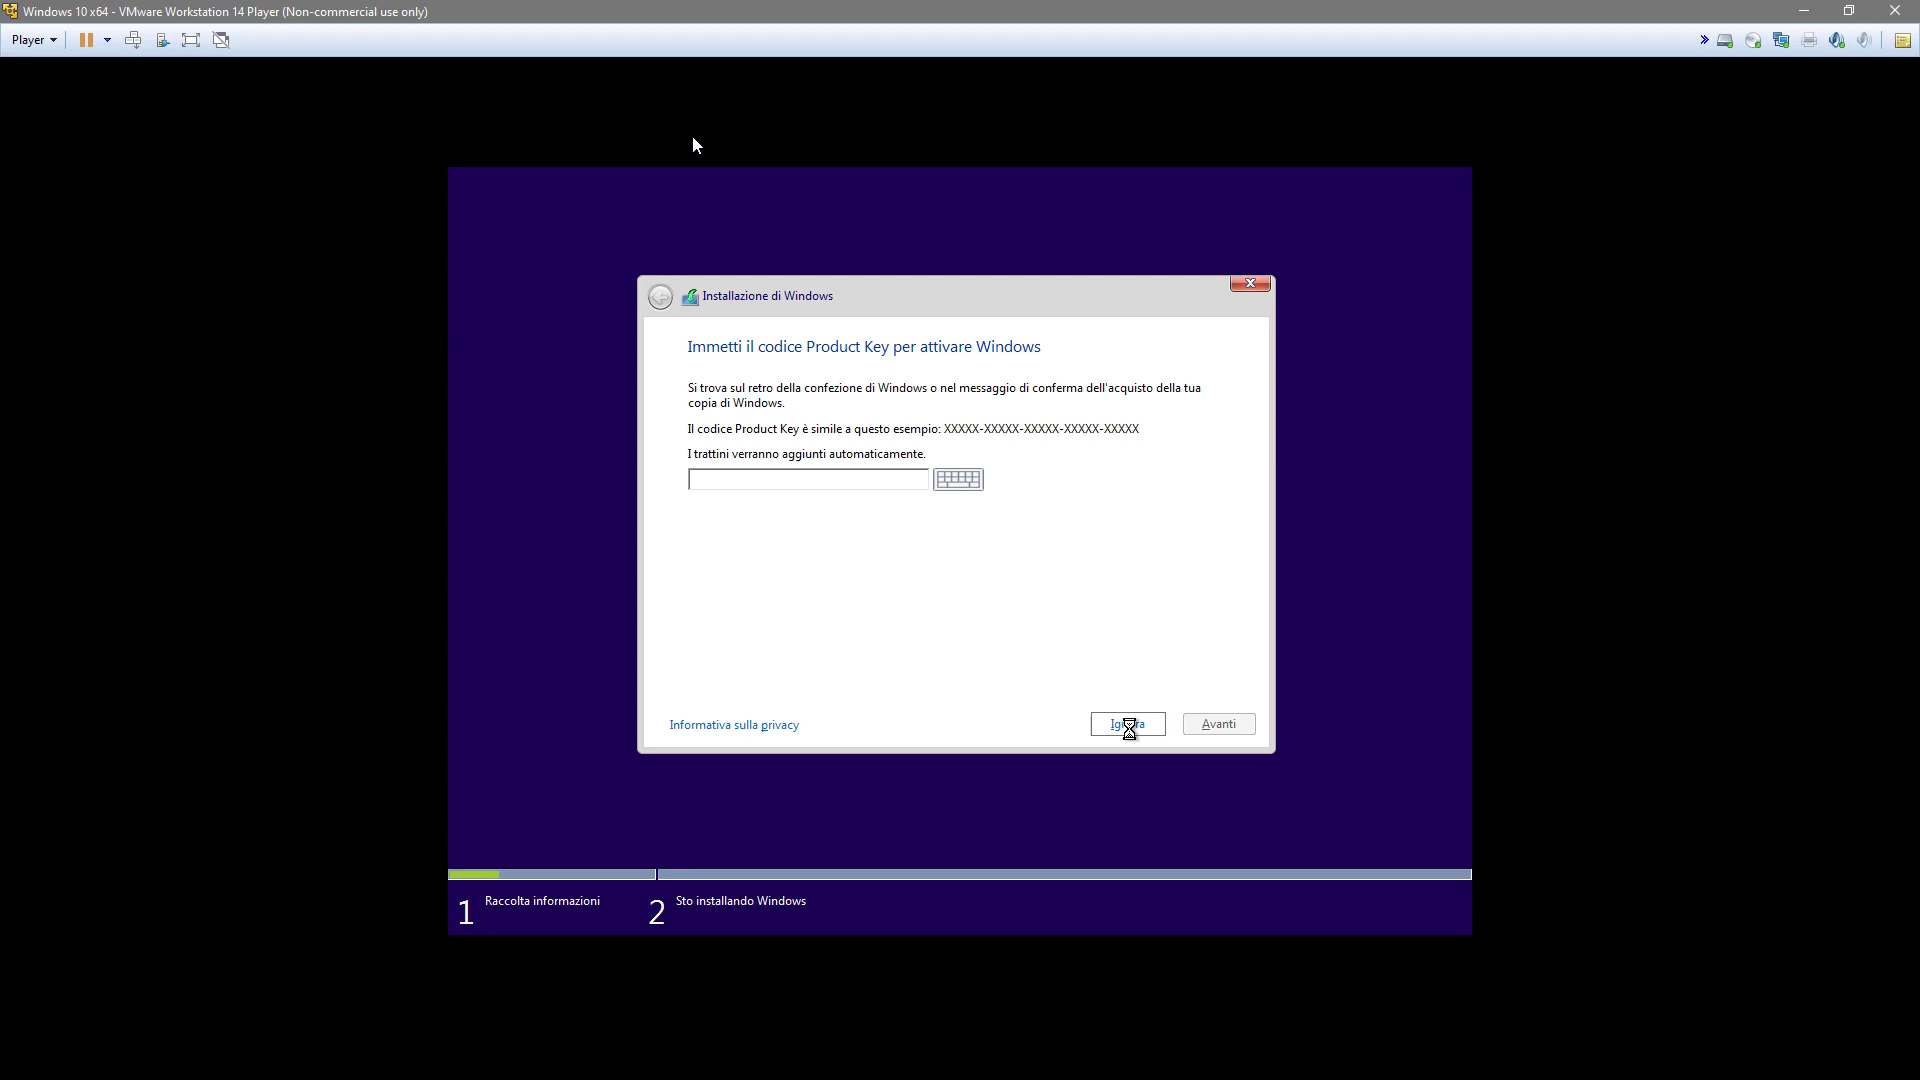 Windows 10 x64 - VMware Workstation 14 Player (Non-commercial use only)
Player
Installazione di Windows
Immetti il codice Product Key per attivare Windows
Si trova sul retro della confezione di Windows o nel messaggio di conferma dell'acquisto della tua
copia di Windows.
Il codice Product Key è simile a questo esempio: XXXXX-XXXXX-XXXXX-XXXXX-XXXXX
I trattini verranno aggiunti automaticamente.
Informativa sulla privacy
Ignora
Avanti
1 Raccolta informazioni
2 Sto installando Windows